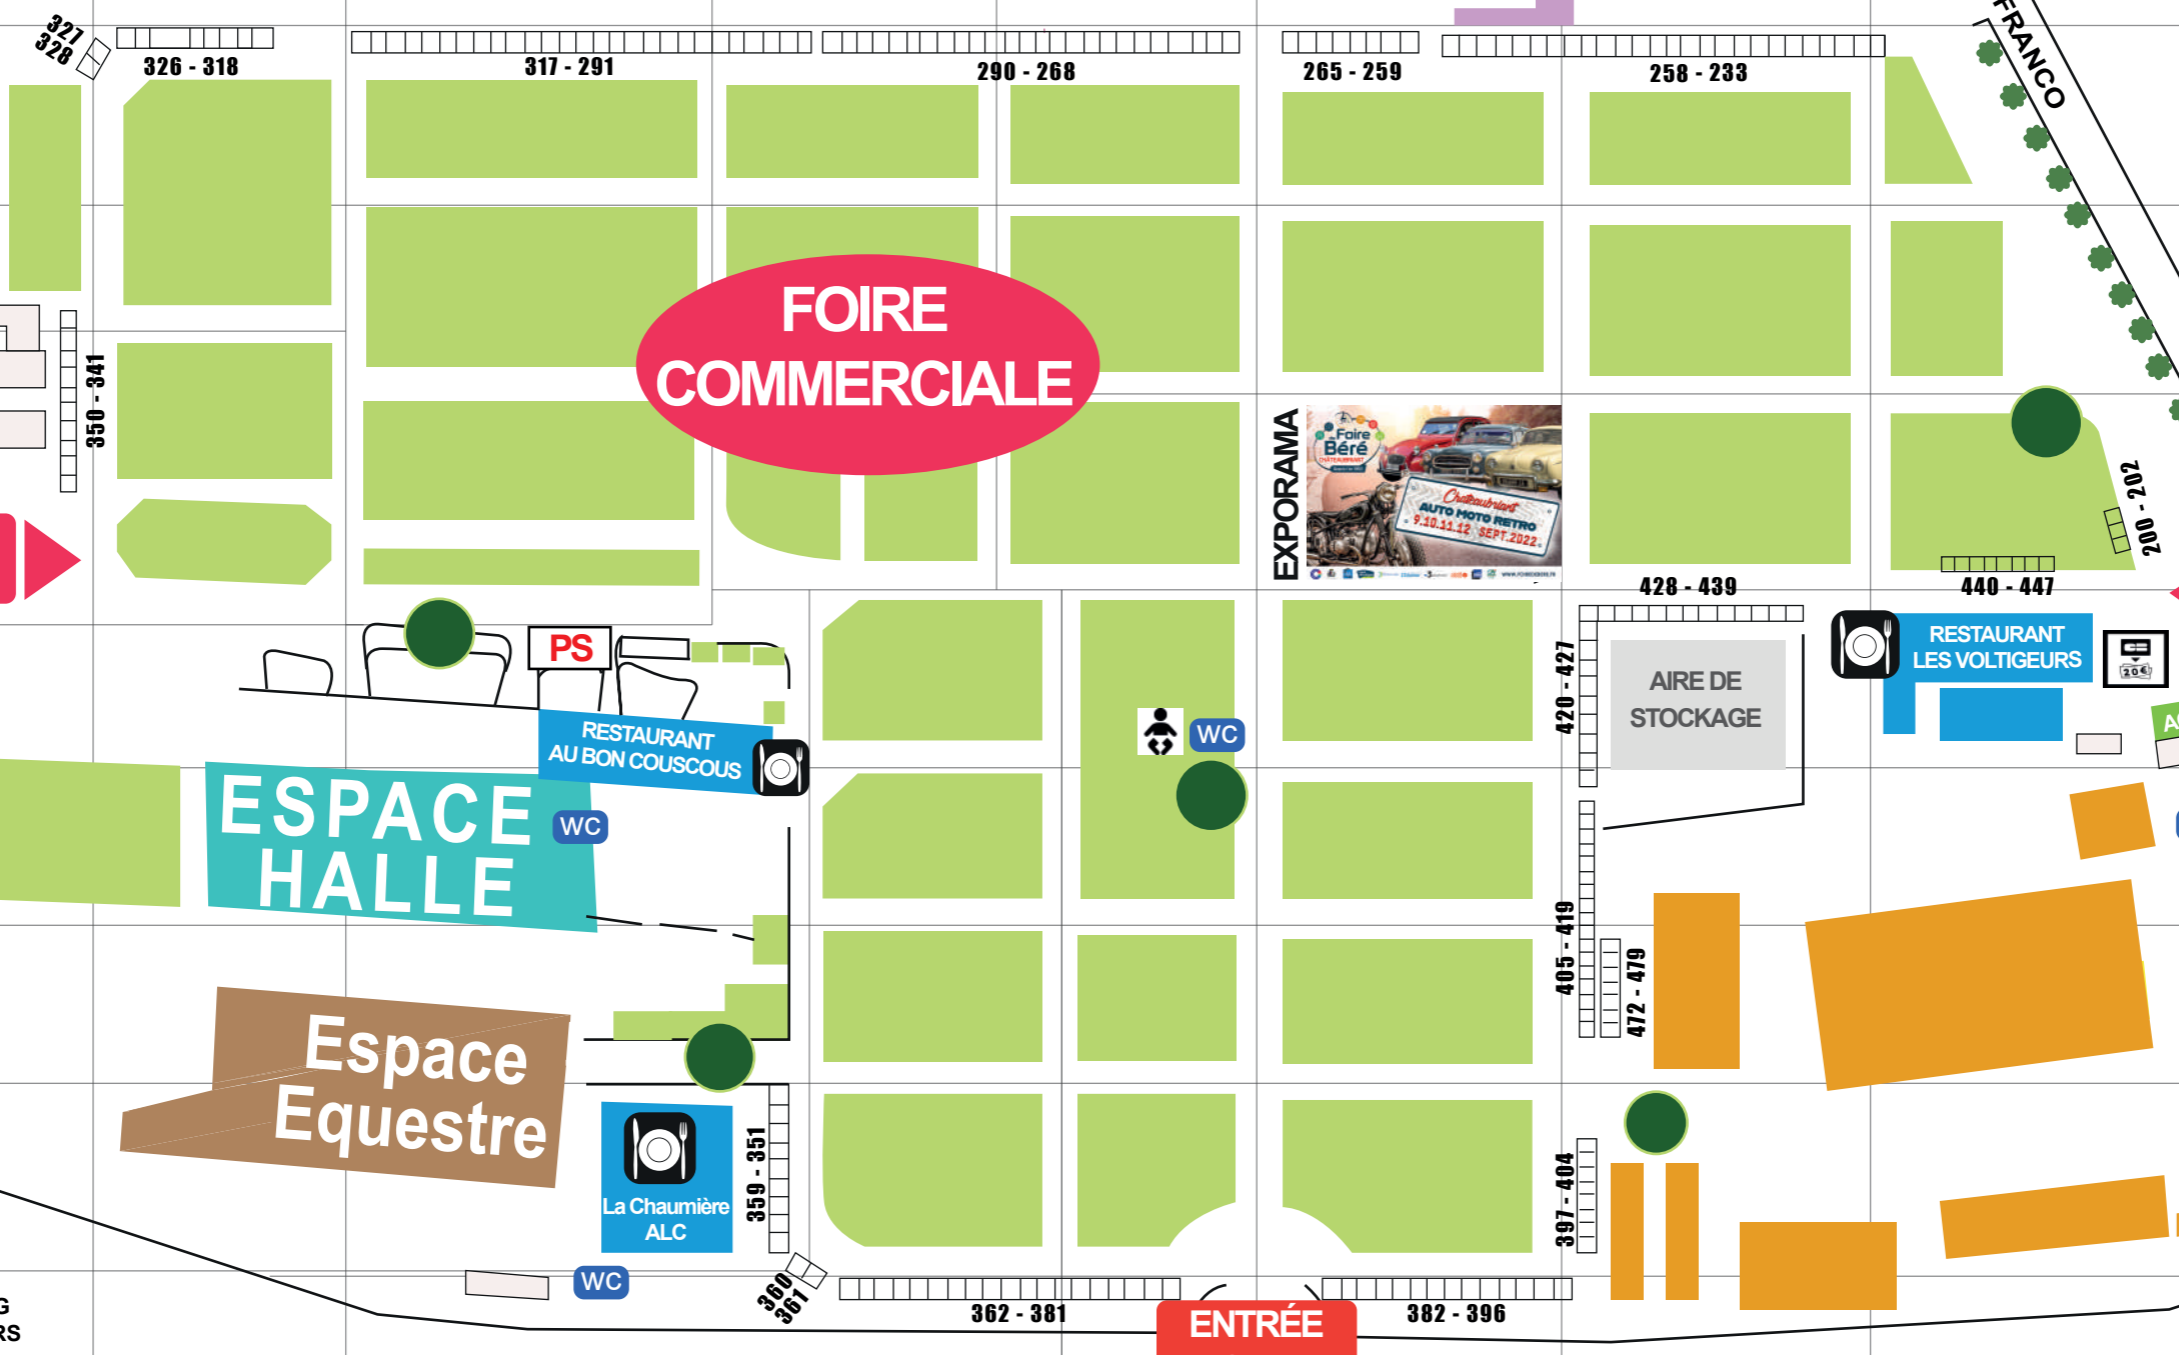 327
328
326 - 318
317 - 291
290 - 268
265 - 259
258 - 233
FRANCO
350 - 341
FOIRE
COMMERCIALE
EXPORAMA
Foire
Béré
CHÂTEAUBRIANT
Chateaubriant
AUTO MOTO RETRO
9.10.11.12 SEPT.2022
200 - 202
428 - 439
440 - 447
PS
RESTAURANT
AU BON COUSCOUS
WC
420 - 427
AIRE DE
STOCKAGE
RESTAURANT
LES VOLTIGEURS
20€
ESPACE
HALLE
WC
405 - 419
472 - 479
Espace
Equestre
La Chaumière
ALC
359 - 351
397 - 404
WC
360
361
362 - 381
ENTRÉE
382 - 396
G
RS